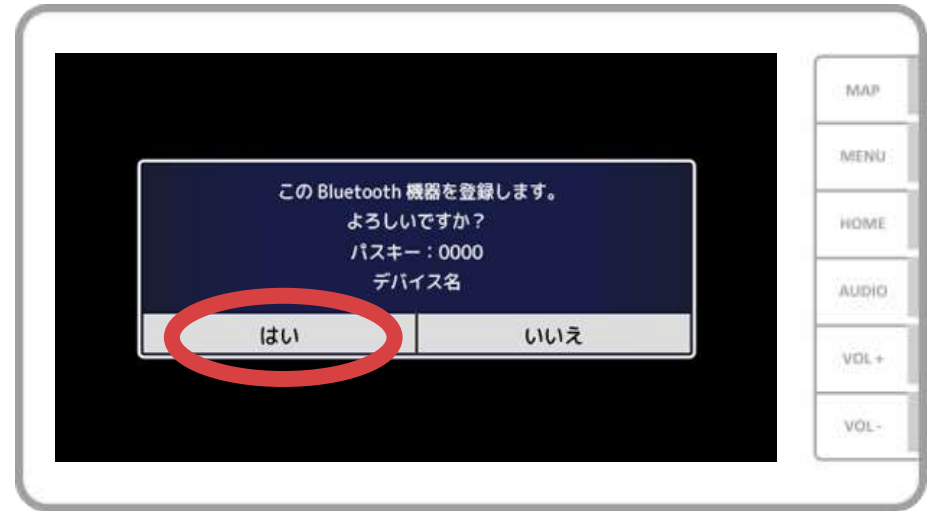 この Bluetooth 機器を登録します。
よろしいですか？
パスキー：0000
デバイス名
はい
いいえ
MAP
MENU
HOME
AUDIO
VOL +
VOL -